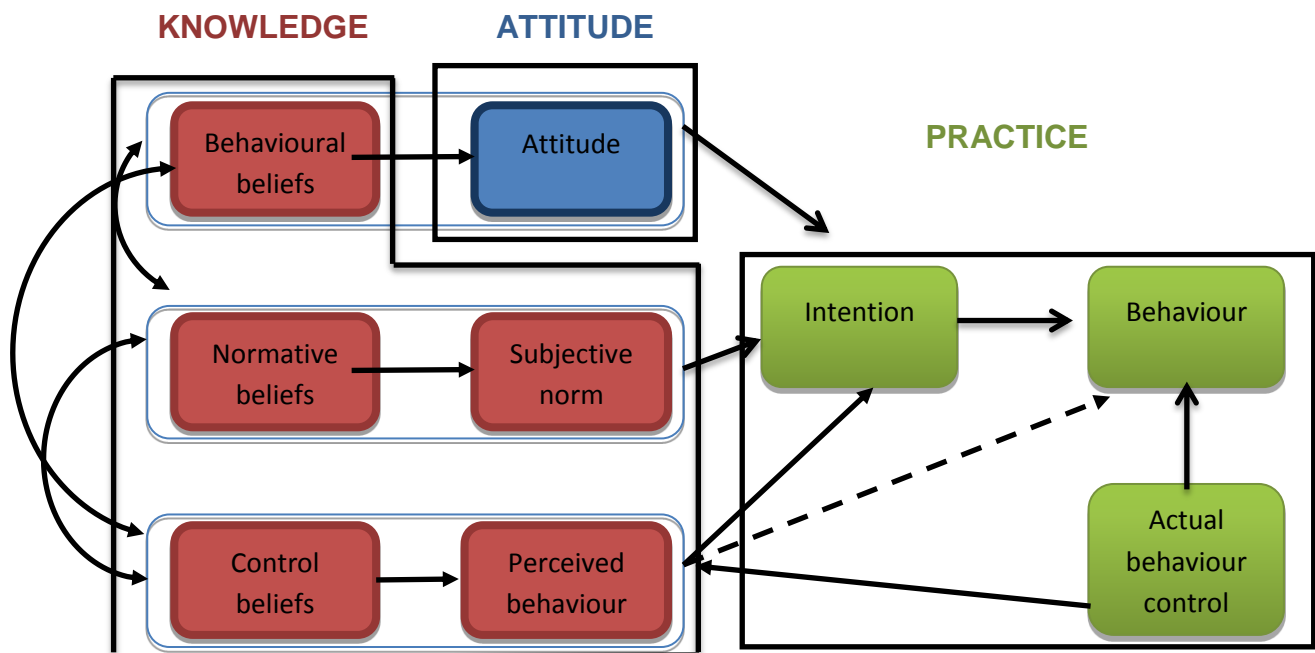 KNOWLEDGE
ATTITUDE
PRACTICE
Behavioural
beliefs
Attitude
Intention
Behaviour
Normative
beliefs
Subjective
norm
Control
beliefs
Perceived
behaviour
Actual
behaviour
control